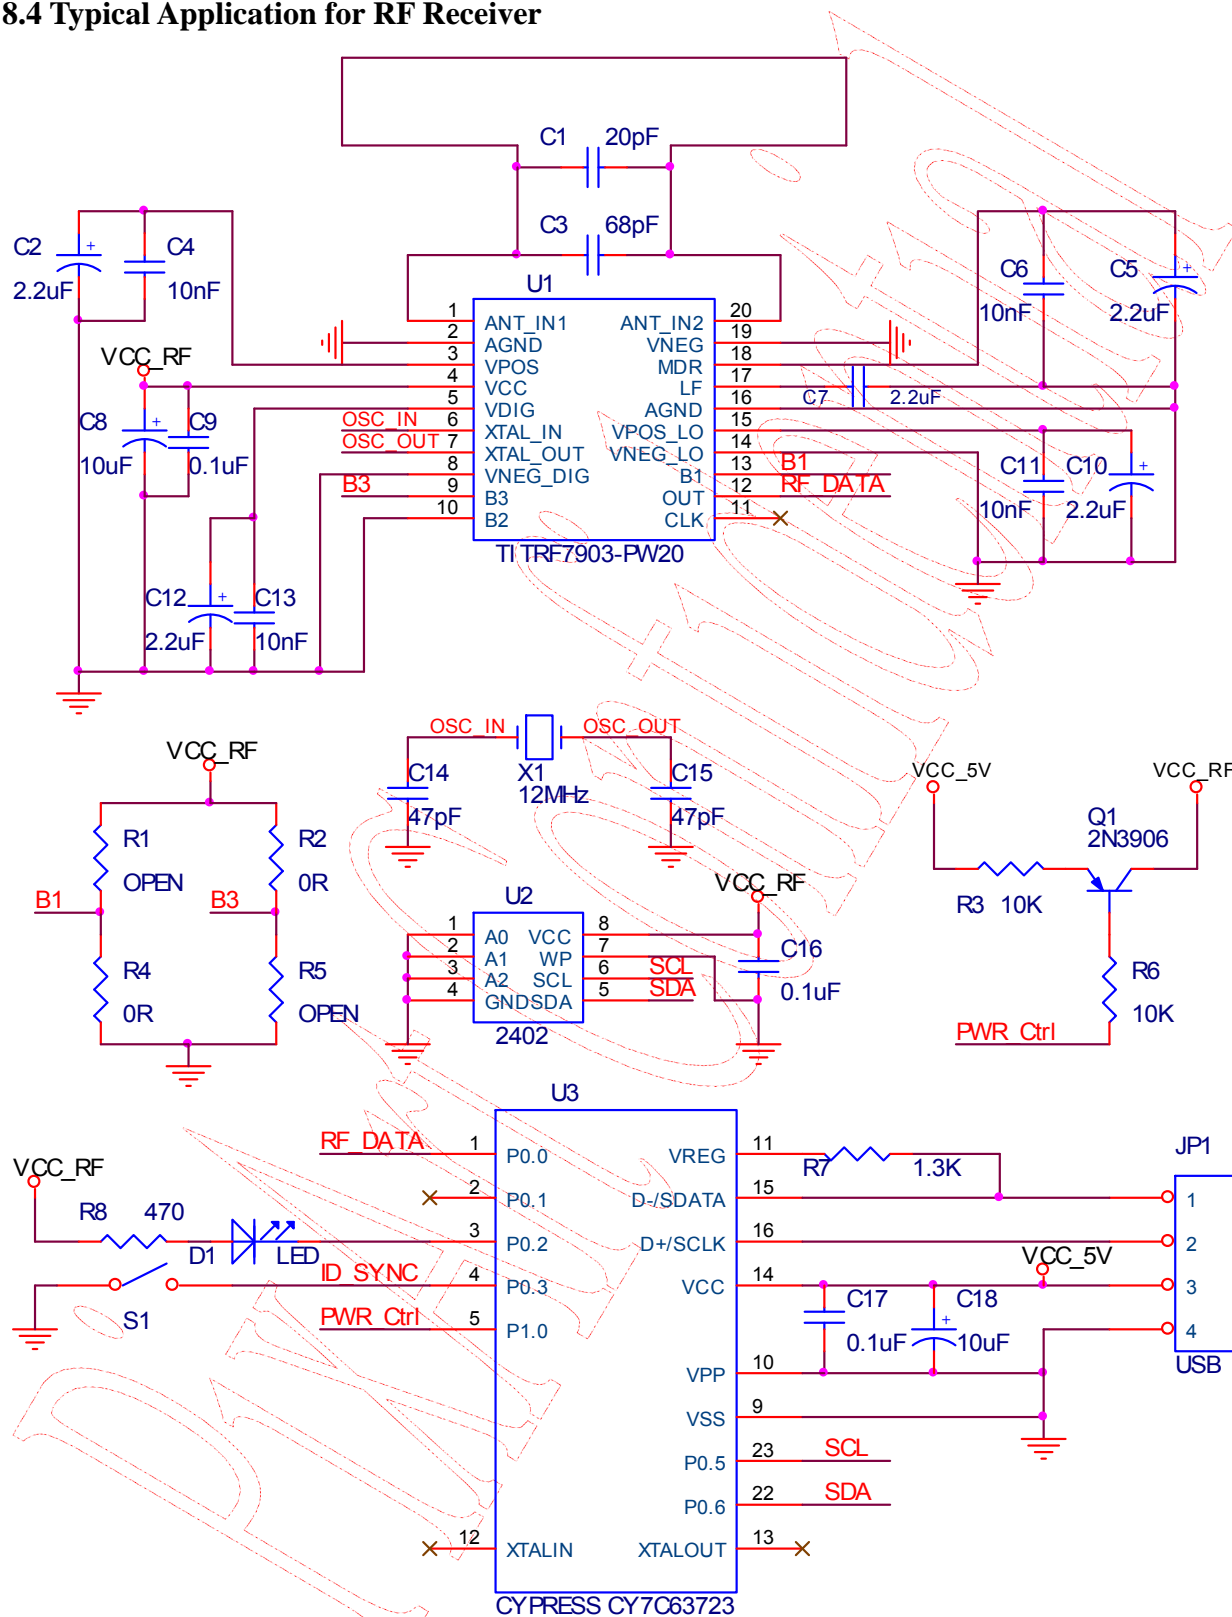 8.4 Typical Application for RF Receiver
C1 20pF
C3 68pF
C2
2.2uF
C4
10nF
C6
10nF
C5
2.2uF
U1
1 ANT_IN1
2 AGND
3 VPOS
4 VCC
5 VDIG
6 XTAL_IN
7 XTAL_OUT
8 VNEG_DIG
9 B3
10 B2
ANT_IN2 20
VNEG 19
MDR 18
LF 17
AGND 16
VPOS_LO 15
VNEG_LO 14
B1 13
OUT 12
CLK 11
TI TRF7903-PW20
VCC_RF
C8
10uF
C9
0.1uF
OSC_IN
OSC_OUT
B3
C7 2.2uF
B1
RF_DATA
C11
10nF
C10
2.2uF
C12
2.2uF
C13
10nF
OSC_IN
OSC_OUT
X1
12MHz
C14
47pF
C15
47pF
VCC_RF
R1
OPEN
R2
0R
B1
B3
R4
0R
R5
OPEN
VCC_5V
VCC_RF
Q1
2N3906
R3 10K
R6
10K
PWR_Ctrl
U2
1 A0
2 A1
3 A2
4 GND
VCC 8
WP 7
SCL 6
SDA 5
2402
SCL
SDA
VCC_RF
C16
0.1uF
U3
RF_DATA
1 P0.0
2 P0.1
3 P0.2
4 P0.3
5 P1.0
12 XTALIN
VREG 11
D-/SDATA 15
D+/SCLK 16
VCC 14
VPP 10
VSS 9
P0.5 23
P0.6 22
XTALOUT 13
CYPRESS CY7C63723
VCC_RF
R8 470
D1 LED
ID_SYNC
S1
PWR_Ctrl
R7 1.3K
VCC_5V
C17
0.1uF
C18
10uF
SCL
SDA
JP1
1
2
3
4
USB